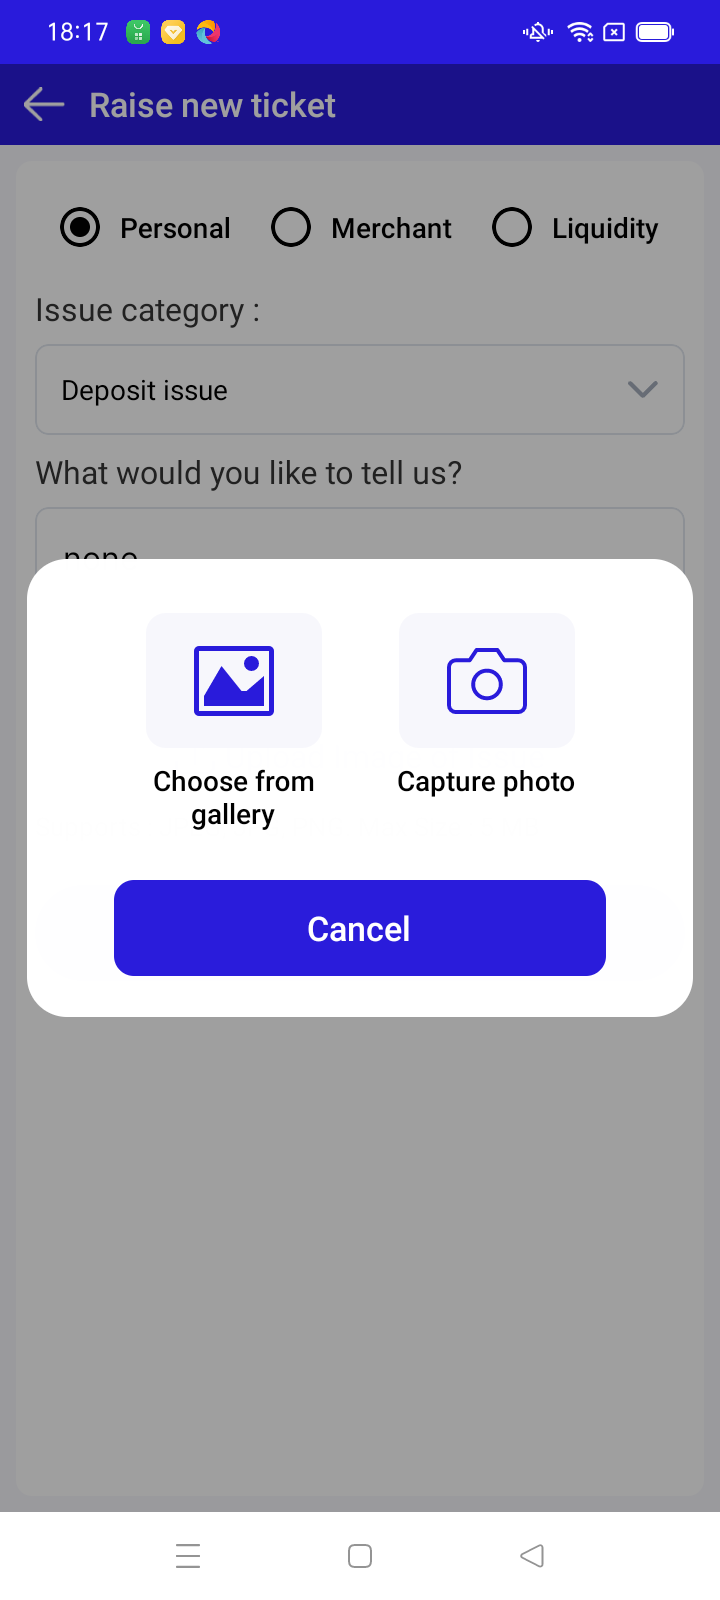 18:17
Raise new ticket
Personal Merchant Liquidity
Issue category :
Deposit issue
What would you like to tell us?
none
Choose from
gallery
Capture photo
Cancel